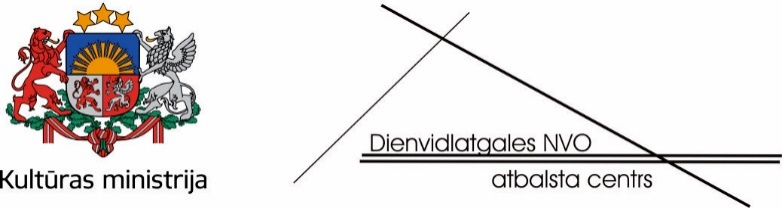 Kultūras ministrija
Dienvidlatgales NVO
atbalsta centrs